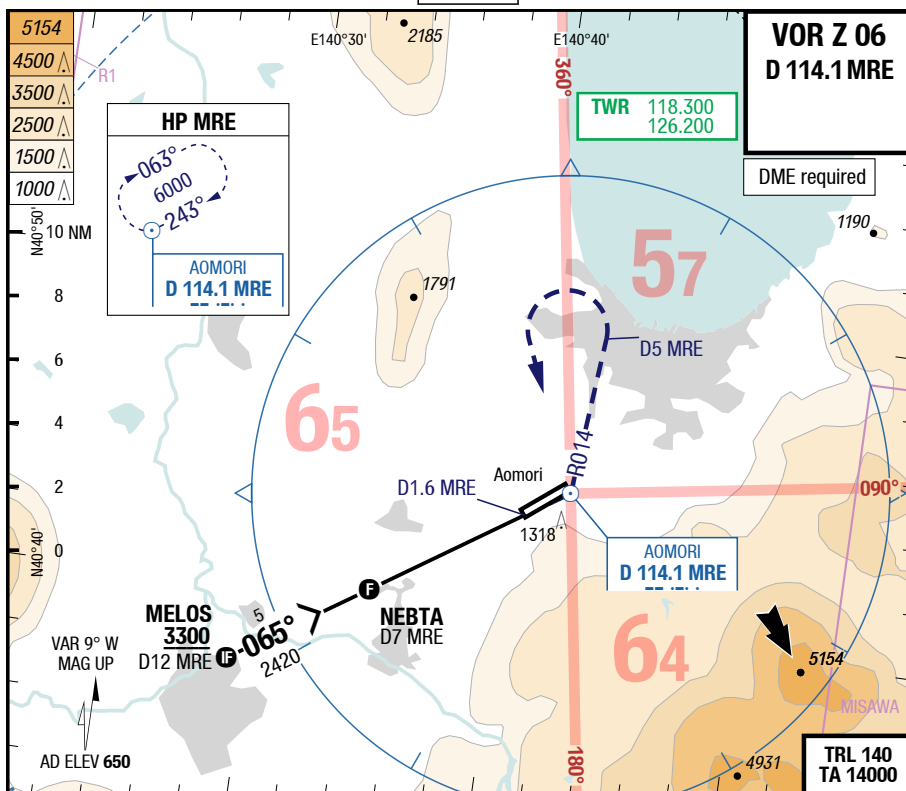 5154
4500
3500
2500
1500
1000
R1
E140°30'
2185
E140°40'
360°
TWR 118.300
126.200
VOR Z 06
D 114.1 MRE
DME required
HP MRE
063°
6000
243°
AOMORI
D 114.1 MRE
N40°50'
10 NM
8
6
4
2
0
N40°40'
1791
1190
57
65
64
D5 MRE
R014
Aomori
D1.6 MRE
1318
090°
AOMORI
D 114.1 MRE
MELOS
3300
D12 MRE
IF
5
065°
2420
F
NEBTA
D7 MRE
VAR 9° W
MAG UP
AD ELEV 650
5154
MISAWA
4931
180°
TRL 140
TA 14000